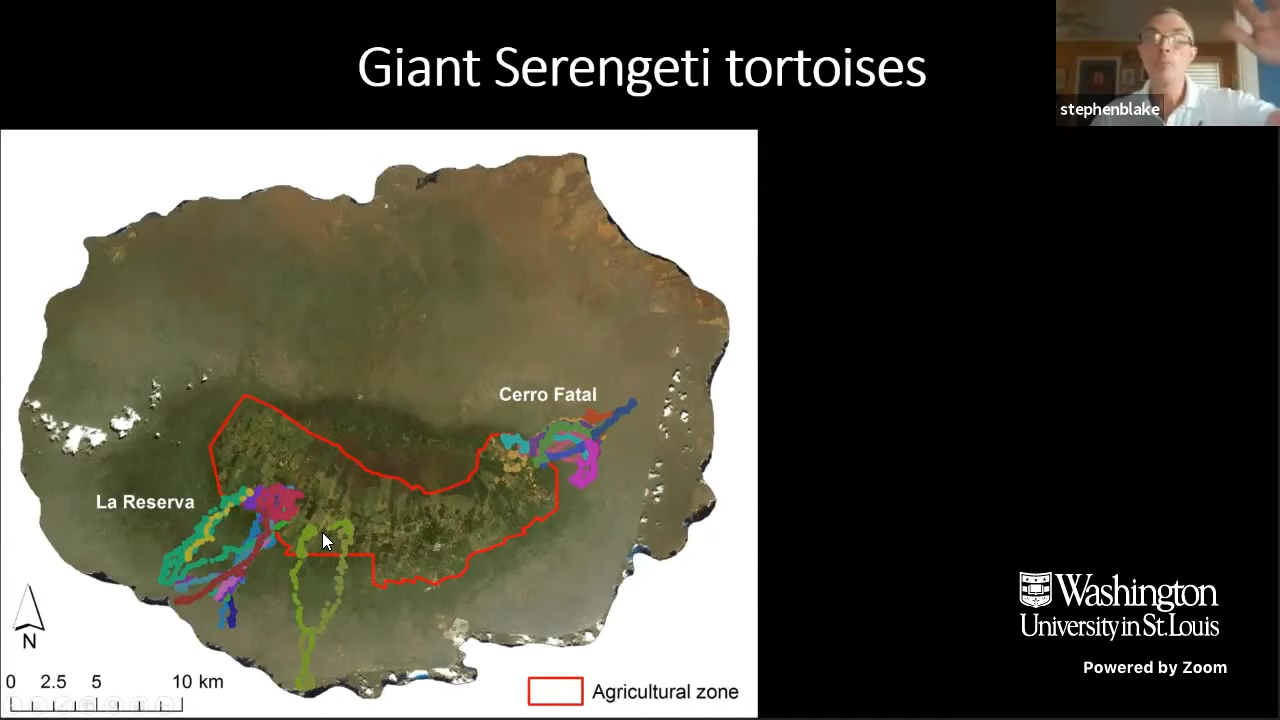 Giant Serengeti tortoises
stephenblake
Cerro Fatal
La Reserva
N
0 2.5 5 10 km
Agricultural zone
Washington
University in St. Louis
Powered by Zoom